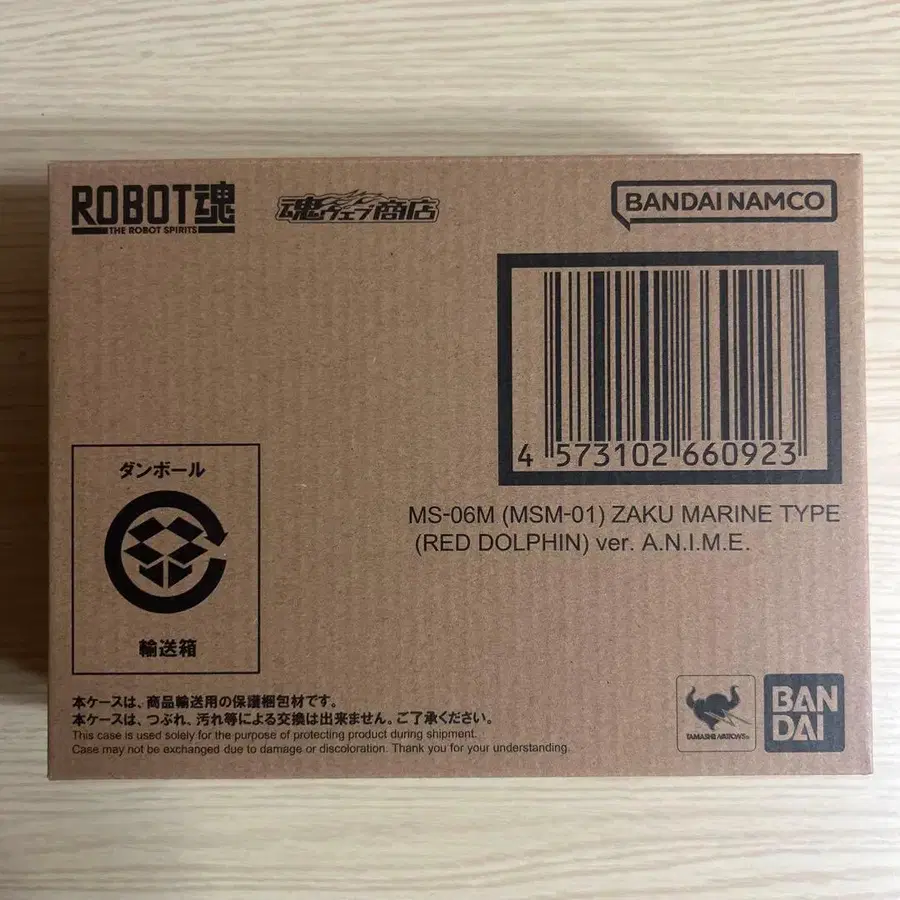 ROBOT魂
THE ROBOT SPIRITS
魂ウェブ商店
BANDAI NAMCO
4 573102 660923
MS-06M (MSM-01) ZAKU MARINE TYPE
(RED DOLPHIN) ver. A.N.I.M.E.
ダンボール
輸送箱
本ケースは、商品輸送用の保護梱包材です。
本ケースは、つぶれ、汚れ等による交換は出来ません。ご了承ください。
This case is used solely for the purpose of protecting product during shipment.
Case may not be exchanged due to damage or discoloration. Thank you for your understanding.
TAMASHII NATIONS
BAN
DAI